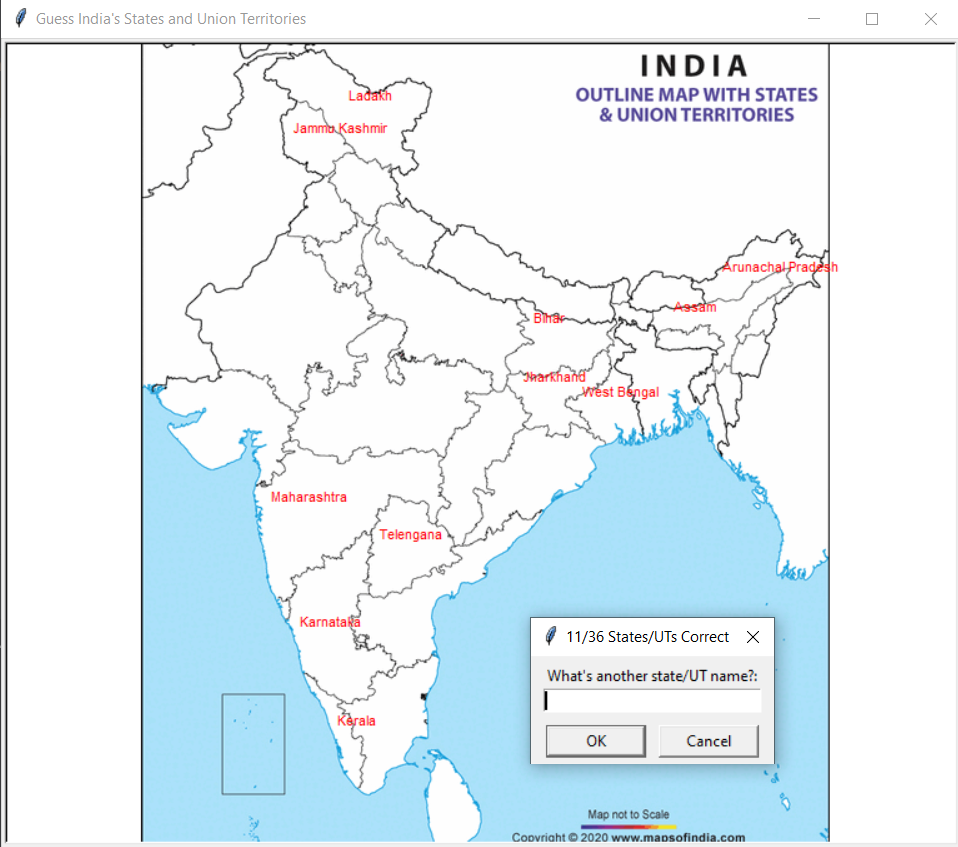 Guess India's States and Union Territories
INDIA
OUTLINE MAP WITH STATES
& UNION TERRITORIES
Ladakh
Jammu Kashmir
Arunachal Pradesh
Assam
Bihar
Jharkhand
West Bengal
Maharashtra
Telengana
Karnataka
Kerala
11/36 States/UTs Correct
What's another state/UT name?:
OK Cancel
Map not to Scale
Copyright © 2020 www.mapsofindia.com